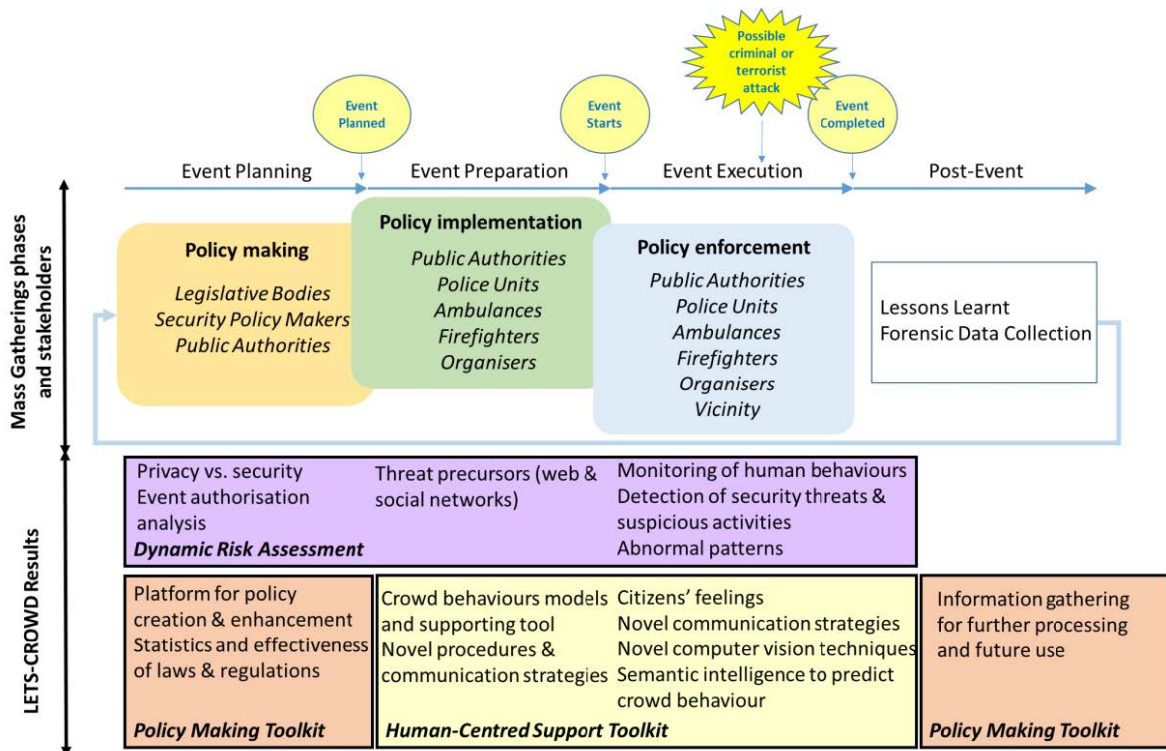 Possible
criminal or
terrorist
attack
Event
Planned
Event
Starts
Event
Completed
Event Planning
Event Preparation
Event Execution
Post-Event
Mass Gatherings phases
and stakeholders
Policy making
Legislative Bodies
Security Policy Makers
Public Authorities
Policy implementation
Public Authorities
Police Units
Ambulances
Firefighters
Organisers
Policy enforcement
Public Authorities
Police Units
Ambulances
Firefighters
Organisers
Vicinity
Lessons Learnt
Forensic Data Collection
LETS-CROWD Results
Privacy vs. security
Event authorisation
analysis
Dynamic Risk Assessment
Threat precursors (web &
social networks)
Monitoring of human behaviours
Detection of security threats &
suspicious activities
Abnormal patterns
Platform for policy
creation & enhancement
Statistics and effectiveness
of laws & regulations
Policy Making Toolkit
Crowd behaviours models
and supporting tool
Novel procedures &
communication strategies
Human-Centred Support Toolkit
Citizens' feelings
Novel communication strategies
Novel computer vision techniques
Semantic intelligence to predict
crowd behaviour
Information gathering
for further processing
and future use
Policy Making Toolkit